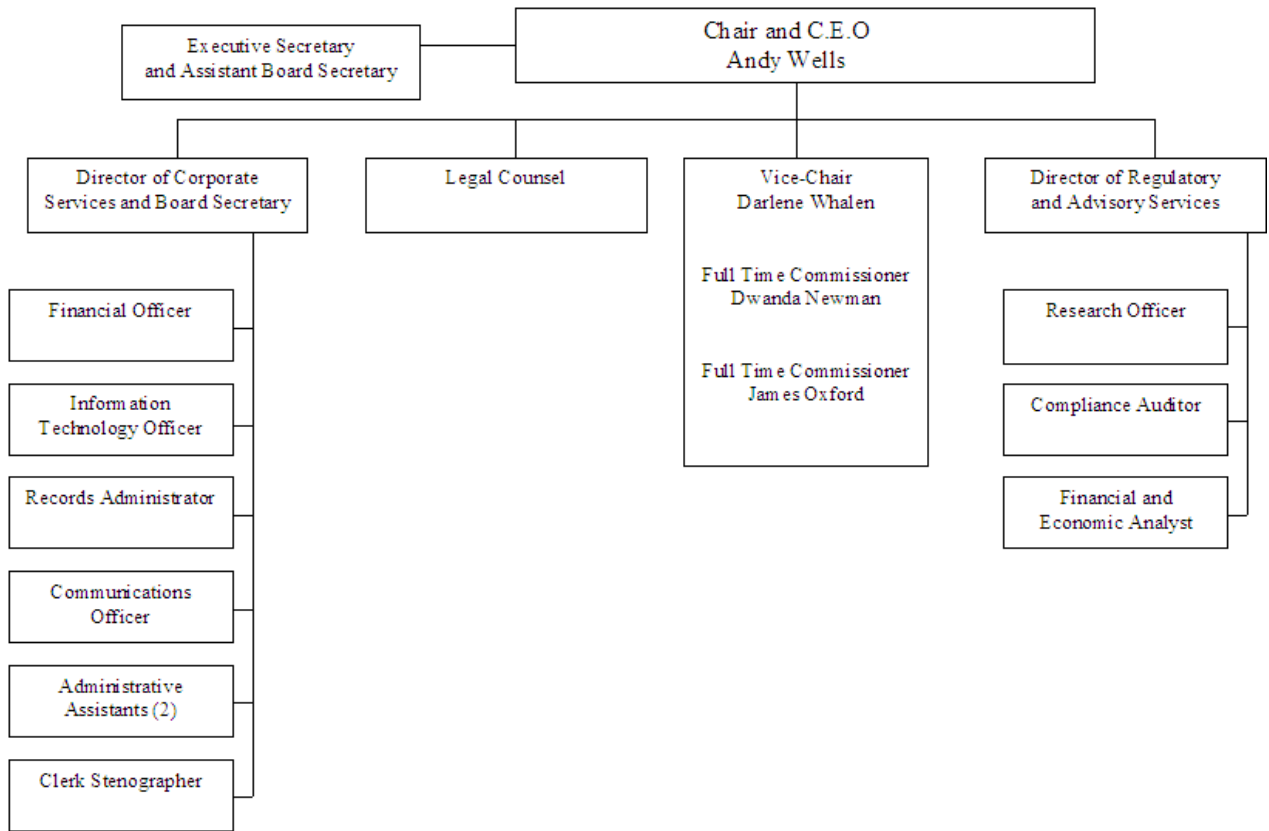 Chair and C.E.O
Andy Wells
Executive Secretary
and Assistant Board Secretary
Director of Corporate
Services and Board Secretary
Legal Counsel
Vice-Chair
Darlene Whalen
Full Time Commissioner
Dwanda Newman
Full Time Commissioner
James Oxford
Director of Regulatory
and Advisory Services
Financial Officer
Information
Technology Officer
Records Administrator
Communications
Officer
Administrative
Assistants (2)
Clerk Stenographer
Research Officer
Compliance Auditor
Financial and
Economic Analyst